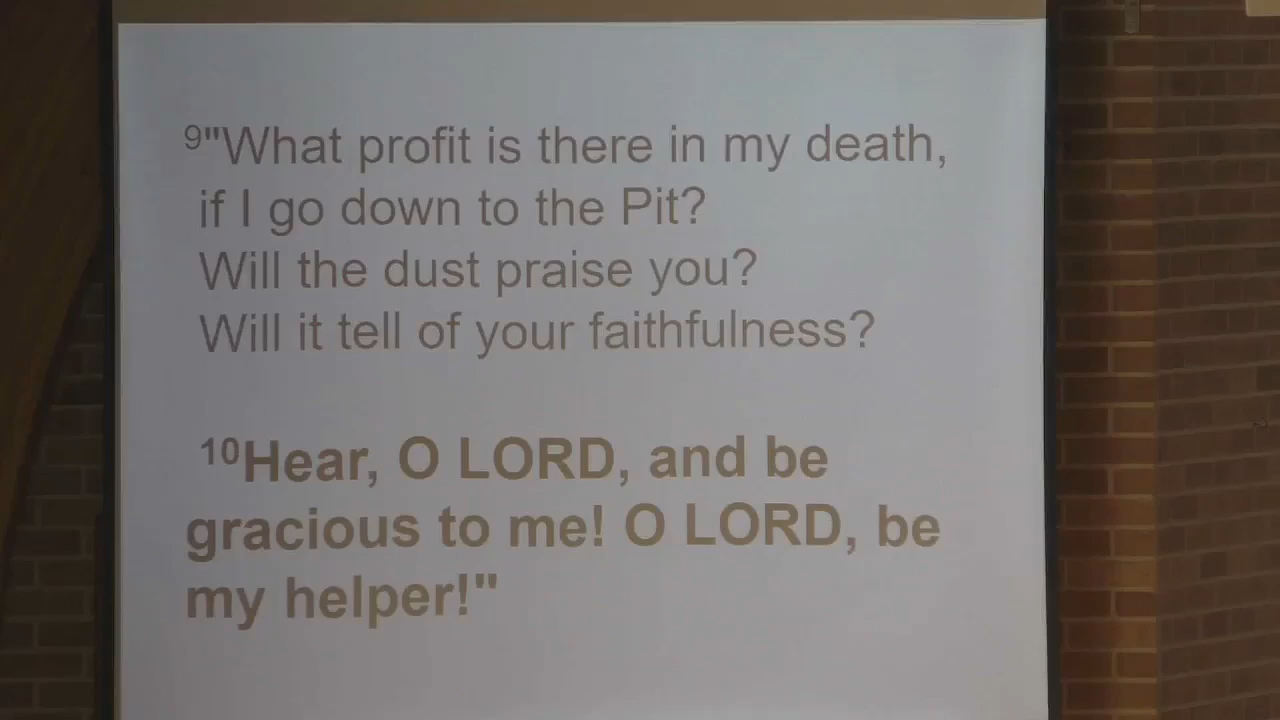 9"What profit is there in my death,
if I go down to the Pit?
Will the dust praise you?
Will it tell of your faithfulness?
10Hear, O LORD, and be
gracious to me! O LORD, be
my helper!"